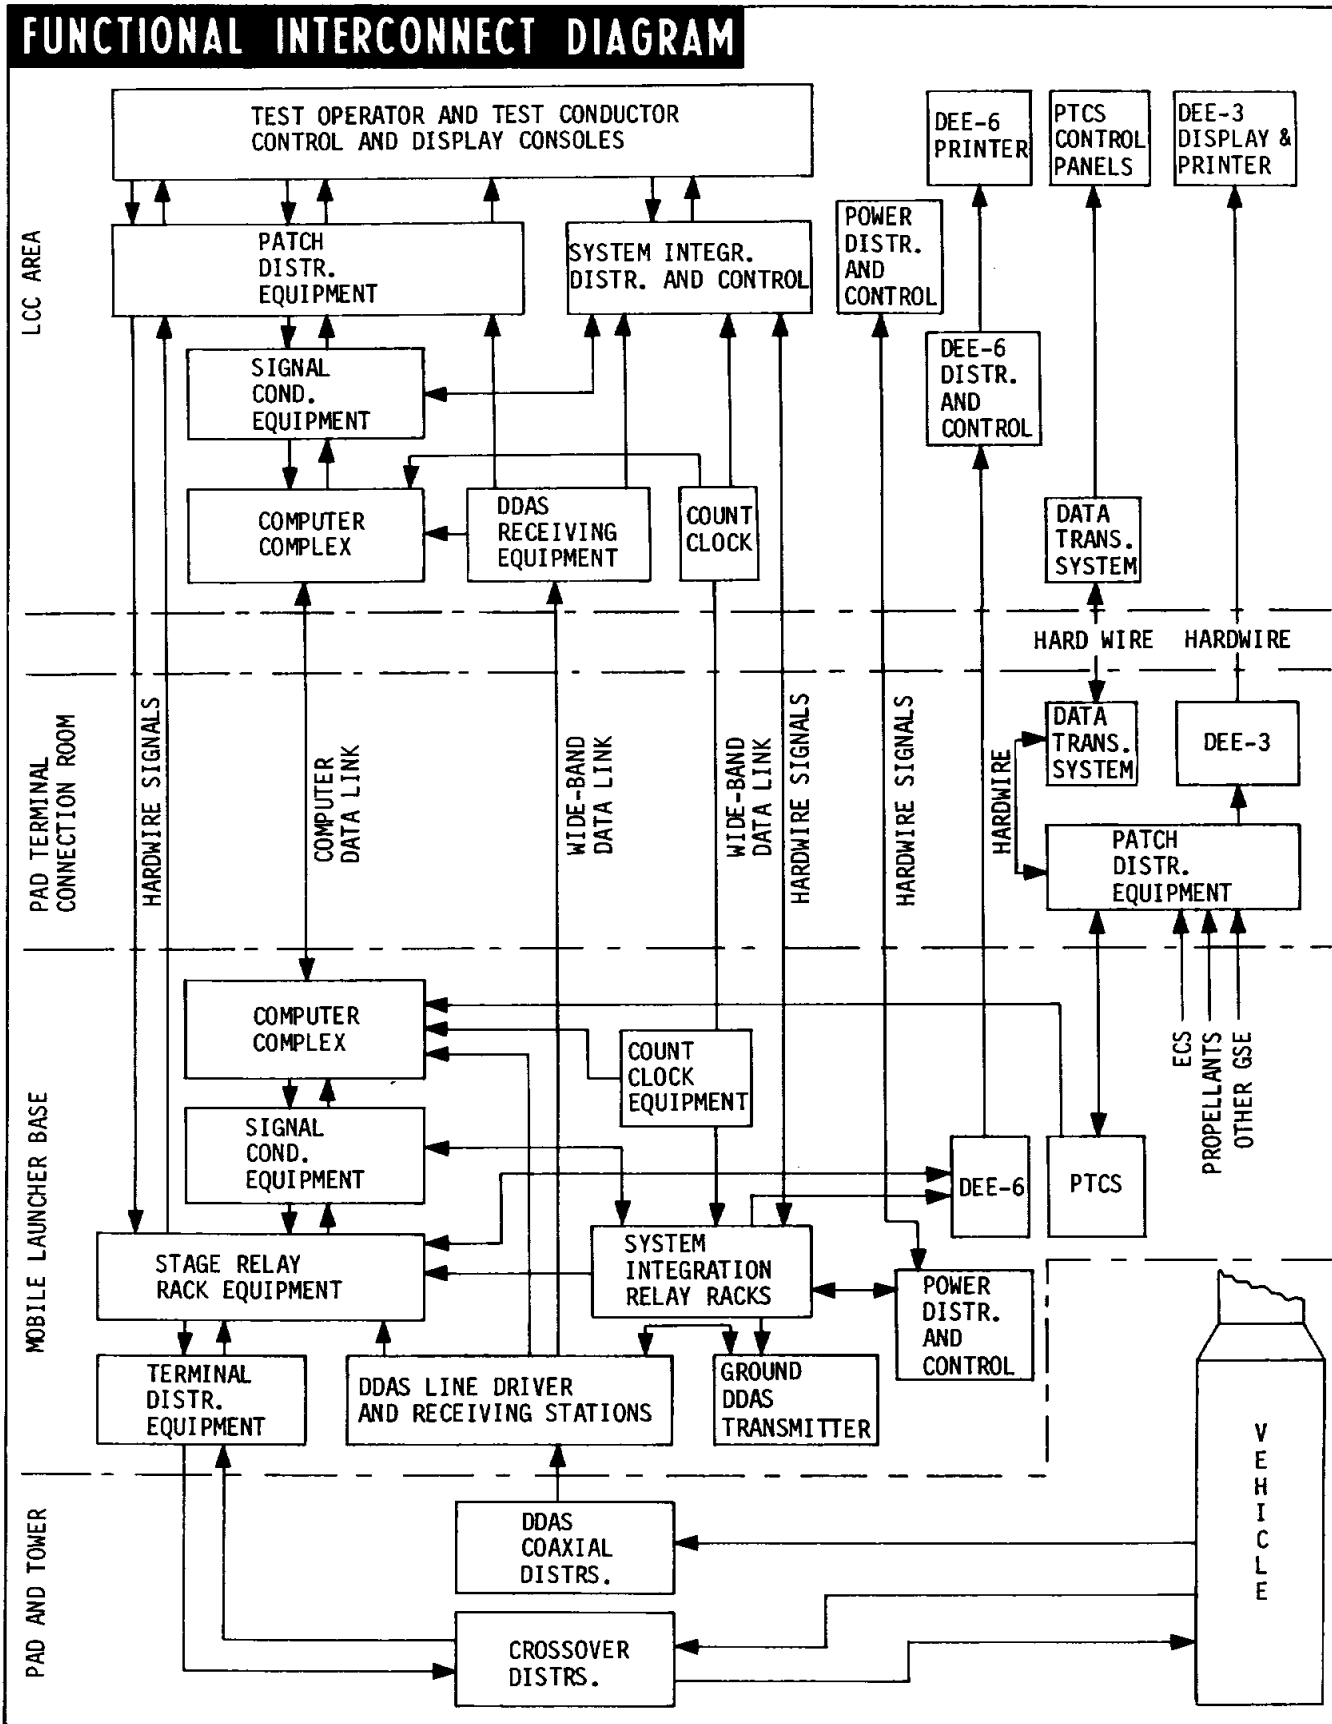 FUNCTIONAL INTERCONNECT DIAGRAM
TEST OPERATOR AND TEST CONDUCTOR
CONTROL AND DISPLAY CONSOLES
DEE-6
PRINTER
PTCS
CONTROL
PANELS
DEE-3
DISPLAY &
PRINTER
LCC AREA
PATCH
DISTR.
EQUIPMENT
SYSTEM INTEGR.
DISTR. AND CONTROL
POWER
DISTR.
AND
CONTROL
SIGNAL
COND.
EQUIPMENT
DEE-6
DISTR.
AND
CONTROL
COMPUTER
COMPLEX
DDAS
RECEIVING
EQUIPMENT
COUNT
CLOCK
DATA
TRANS.
SYSTEM
HARD WIRE
HARDWIRE
PAD TERMINAL
CONNECTION ROOM
HARDWIRE SIGNALS
COMPUTER
DATA LINK
WIDE-BAND
DATA LINK
WIDE-BAND
DATA LINK
HARDWIRE SIGNALS
HARDWIRE SIGNALS
HARDWIRE
DATA
TRANS.
SYSTEM
DEE-3
PATCH
DISTR.
EQUIPMENT
MOBILE LAUNCHER BASE
COMPUTER
COMPLEX
COUNT
CLOCK
EQUIPMENT
ECS
PROPELLANTS
OTHER GSE
SIGNAL
COND.
EQUIPMENT
DEE-6
PTCS
STAGE RELAY
RACK EQUIPMENT
SYSTEM
INTEGRATION
RELAY RACKS
POWER
DISTR.
AND
CONTROL
TERMINAL
DISTR.
EQUIPMENT
DDAS LINE DRIVER
AND RECEIVING STATIONS
GROUND
DDAS
TRANSMITTER
VEHICLE
PAD AND TOWER
DDAS
COAXIAL
DISTRS.
CROSSOVER
DISTRS.